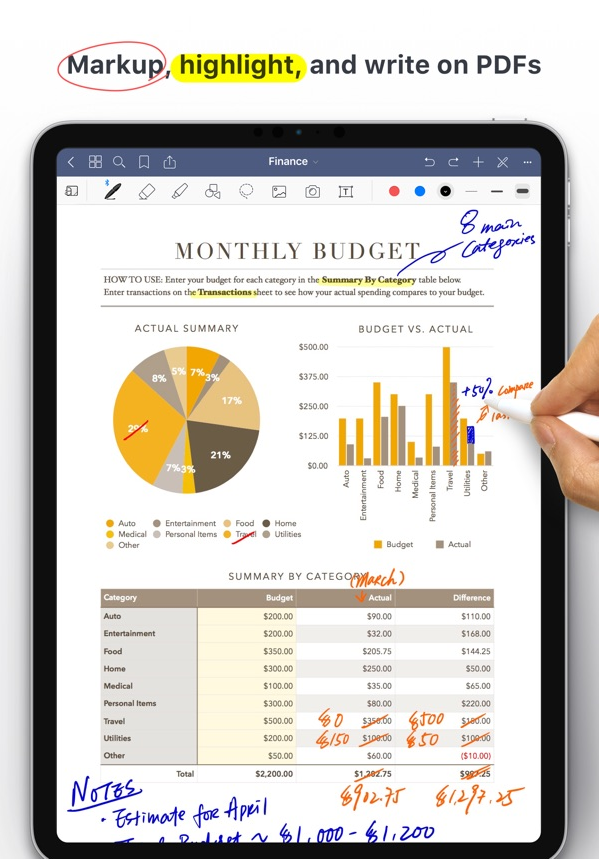 Markup, highlight, and write on PDFs
Finance
T
8 main
categories
MONTHLY BUDGET
HOW TO USE: Enter your budget for each category in the Summary By Category table below.
Enter transactions on the Transactions sheet to see how your actual spending compares to your budget.
ACTUAL SUMMARY
5% 7% 3%
8%
17%
29%
21%
7% 3%
Auto Entertainment Food Home
Medical Personal Items Travel Utilities
Other
BUDGET VS. ACTUAL
$500.00
$375.00
$250.00
$125.00
$0.00
+50% compare
Auto Entertainment Food Home Medical Personal Items Travel Utilities Other
Budget Actual
SUMMARY BY CATEGORY
(March)
Category Budget Actual Difference
Auto $200.00 $90.00 $110.00
Entertainment $200.00 $32.00 $168.00
Food $350.00 $205.75 $144.25
Home $300.00 $250.00 $50.00
Medical $100.00 $35.00 $65.00
Personal Items $300.00 $80.00 $220.00
Travel $500.00 $0 $350.00 $500 $150.00
Utilities $200.00 $150 $100.00 $50 $100.00
Other $50.00 $60.00 ($10.00)
Total $2,200.00 $1,202.75 $997.25
$902.75 $1,297.25
NOTES
• Estimate for April
Budget ~ $1,000 - $1,200